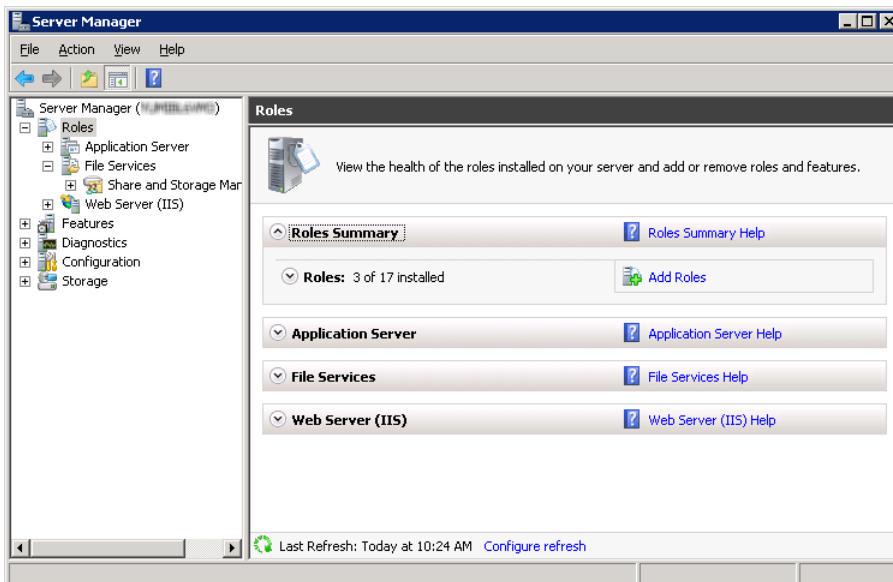 Server Manager
File Action View Help
Server Manager ( )
Roles
Application Server
File Services
Share and Storage Mar
Web Server (IIS)
Features
Diagnostics
Configuration
Storage
Roles
View the health of the roles installed on your server and add or remove roles and features.
Roles Summary Roles Summary Help
Roles: 3 of 17 installed Add Roles
Application Server Application Server Help
File Services File Services Help
Web Server (IIS) Web Server (IIS) Help
Last Refresh: Today at 10:24 AM Configure refresh